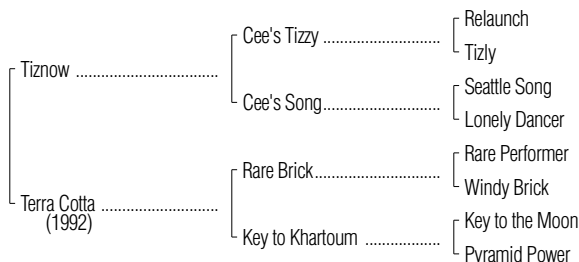 Relaunch
Cee's Tizzy ..............................
Tizly
Tiznow ....................................
Seattle Song
Cee's Song..............................
Lonely Dancer
Rare Performer
Rare Brick................................
Windy Brick
Terra Cotta ..............................
(1992)
Key to the Moon
Key to Khartoum ...................
Pyramid Power